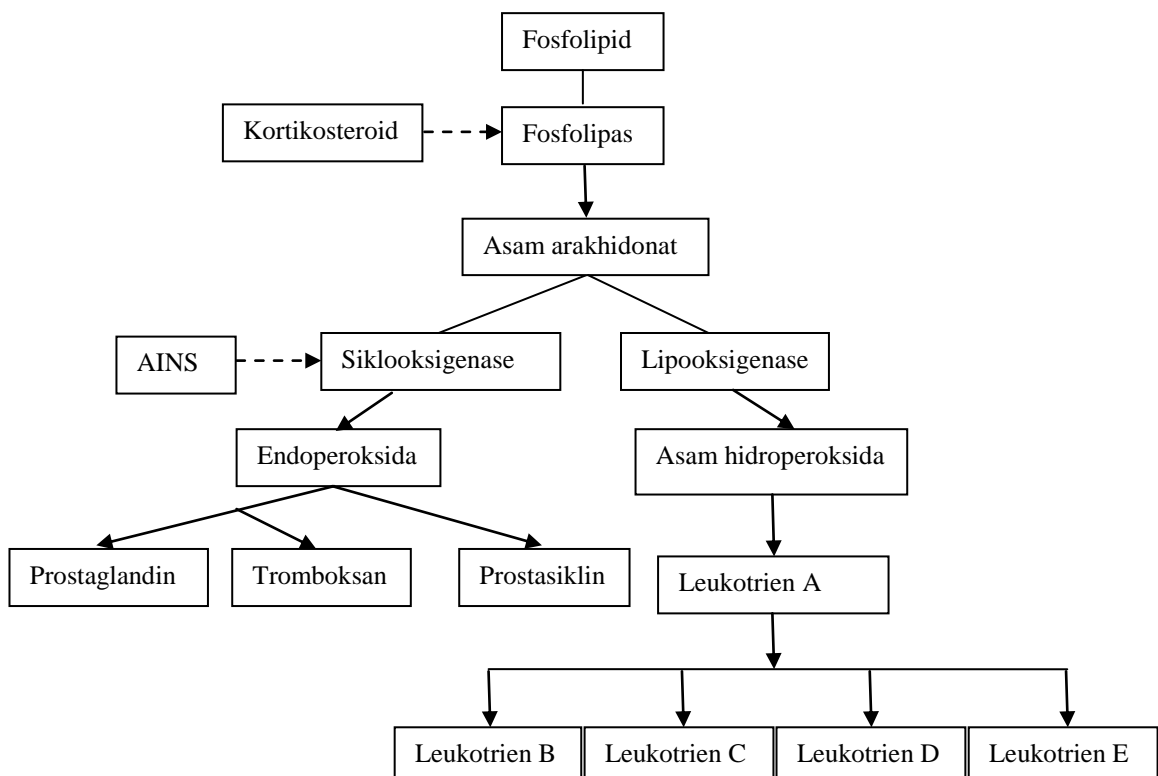 Fosfolipid
Kortikosteroid
Fosfolipas
Asam arakhidonat
AINS
Siklooksigenase
Lipooksigenase
Endoperoksida
Asam hidroperoksida
Prostaglandin
Tromboksan
Prostasiklin
Leukotrien A
Leukotrien B
Leukotrien C
Leukotrien D
Leukotrien E